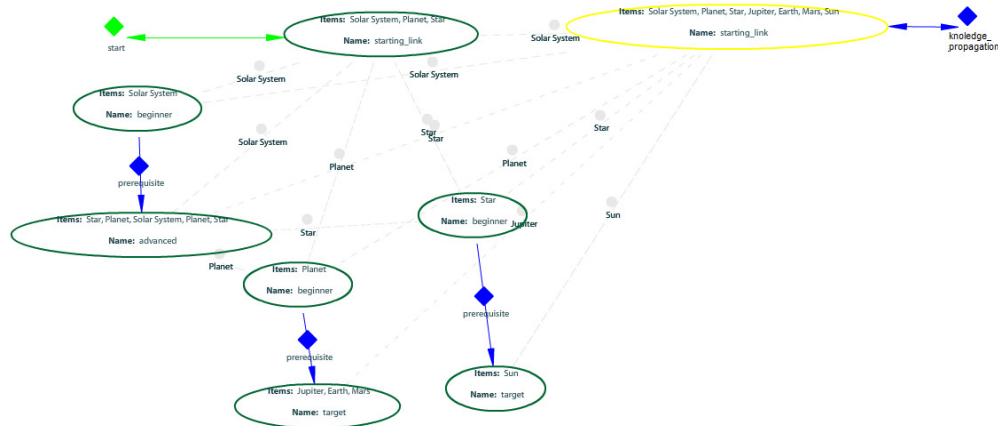 Items: Solar System, Planet, Star
Name: starting_link
Items: Solar System, Planet, Star, Jupiter, Earth, Mars, Sun
Name: starting_link
start
knoledge_
propagation
Solar System
Solar System
Solar System
Items: Solar System
Name: beginner
Star
Star
Star
Solar System
Planet
Planet
prerequisite
Items: Star
Name: beginner
Items: Star, Planet, Solar System, Planet, Star
Name: advanced
Sun
Jupiter
Star
Planet
Items: Planet
Name: beginner
prerequisite
prerequisite
Items: Sun
Name: target
Items: Jupiter, Earth, Mars
Name: target